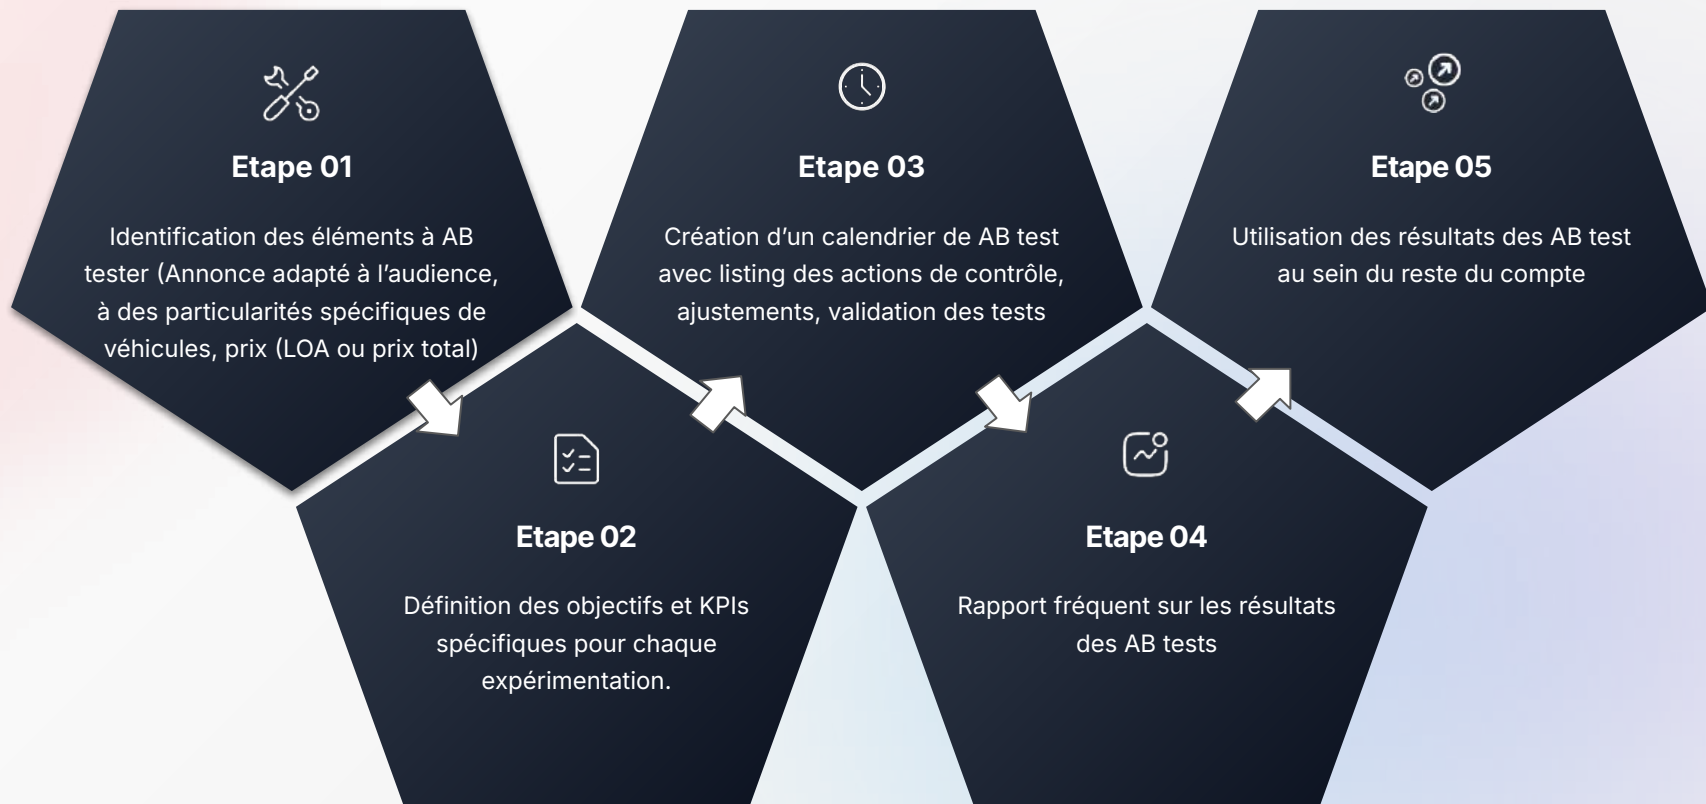 Etape 01
Identification des éléments à AB
tester (Annonce adapté à l’audience,
à des particularités spécifiques de
véhicules, prix (LOA ou prix total)
Etape 02
Définition des objectifs et KPIs
spécifiques pour chaque
expérimentation.
Etape 03
Création d’un calendrier de AB test
avec listing des actions de contrôle,
ajustements, validation des tests
Etape 04
Rapport fréquent sur les résultats
des AB tests
Etape 05
Utilisation des résultats des AB test
au sein du reste du compte